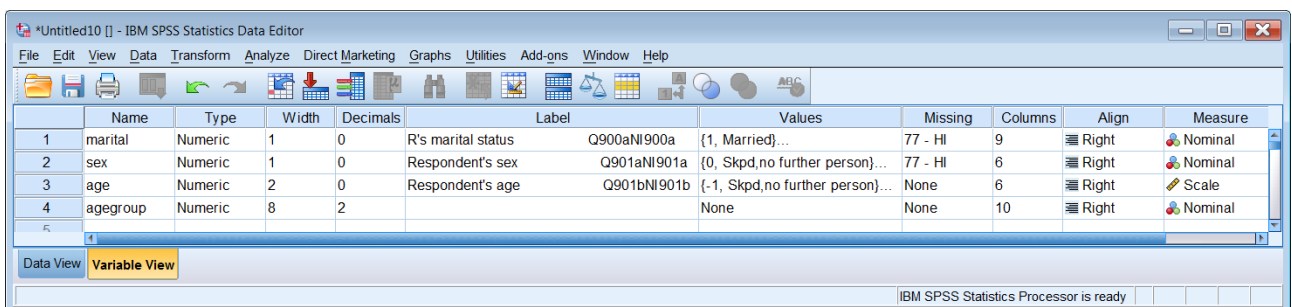 *Untitled10 [] - IBM SPSS Statistics Data Editor
File Edit View Data Transform Analyze Direct Marketing Graphs Utilities Add-ons Window Help
Name Type Width Decimals Label Values Missing Columns Align Measure
1 marital Numeric 1 0 R's marital status Q900aNI900a {1, Married}... 77 - HI 9 Right Nominal
2 sex Numeric 1 0 Respondent's sex Q901aNI901a {0, Skpd,no further person}... 77 - HI 6 Right Nominal
3 age Numeric 2 0 Respondent's age Q901bNI901b {-1, Skpd,no further person}... None 6 Right Scale
4 agegroup Numeric 8 2 None None 10 Right Nominal
5
Data View Variable View
IBM SPSS Statistics Processor is ready